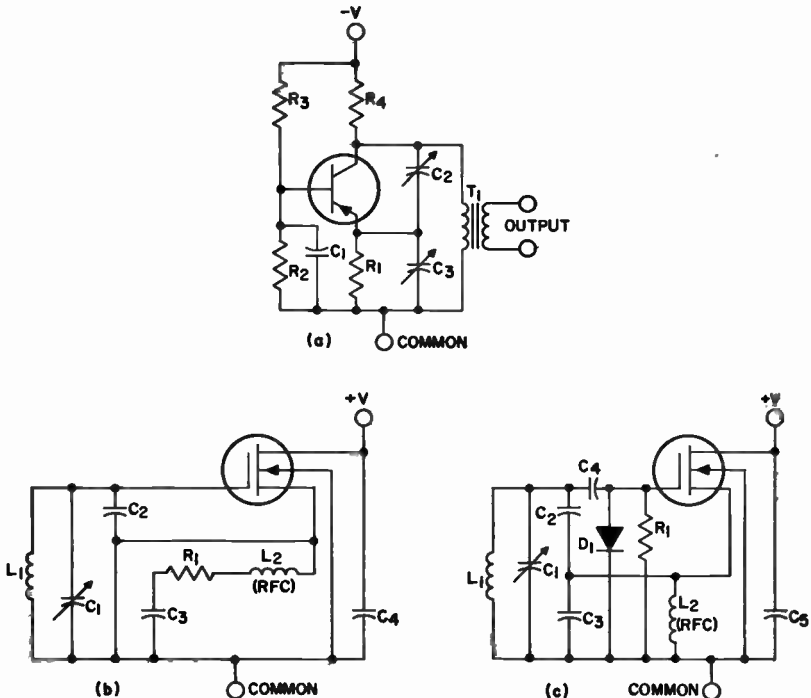 -V
R3
R4
C2
T1
OUTPUT
C1
R2
R1
C3
(a)
COMMON
+V
C2
L1
R1
L2
(RFC)
C1
C3
C4
(b)
COMMON
+V
C4
C2
R1
D1
L1
C1
L2
(RFC)
C3
C5
(c)
COMMON